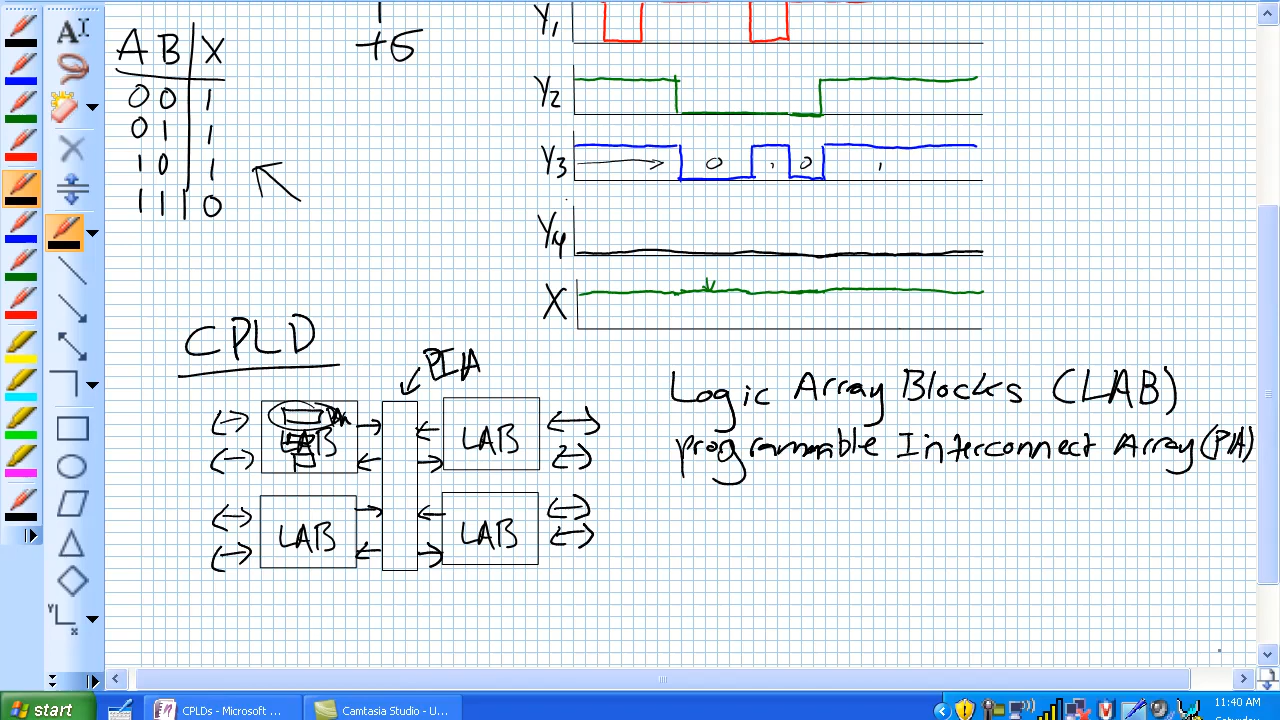 A B X
0 0 1
0 1 1
1 0 1
1 1 0
+5
Y1
Y2
Y3
0 1 0 1
Y4
X
CPLD
PIA
LAB
LAB
LAB
LAB
Logic Array Blocks (LAB)
programmable Interconnect Array (PIA)
start
CPLDs - Microsoft ...
Camtasia Studio - U...
11:40 AM
Saturday